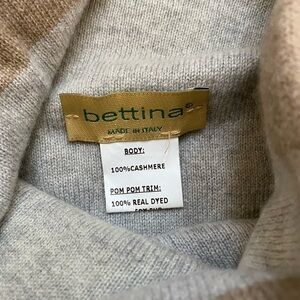 bettina®
MADE IN ITALY
BODY:
100%CASHMERE
POM POM TRIM:
100% REAL DYED